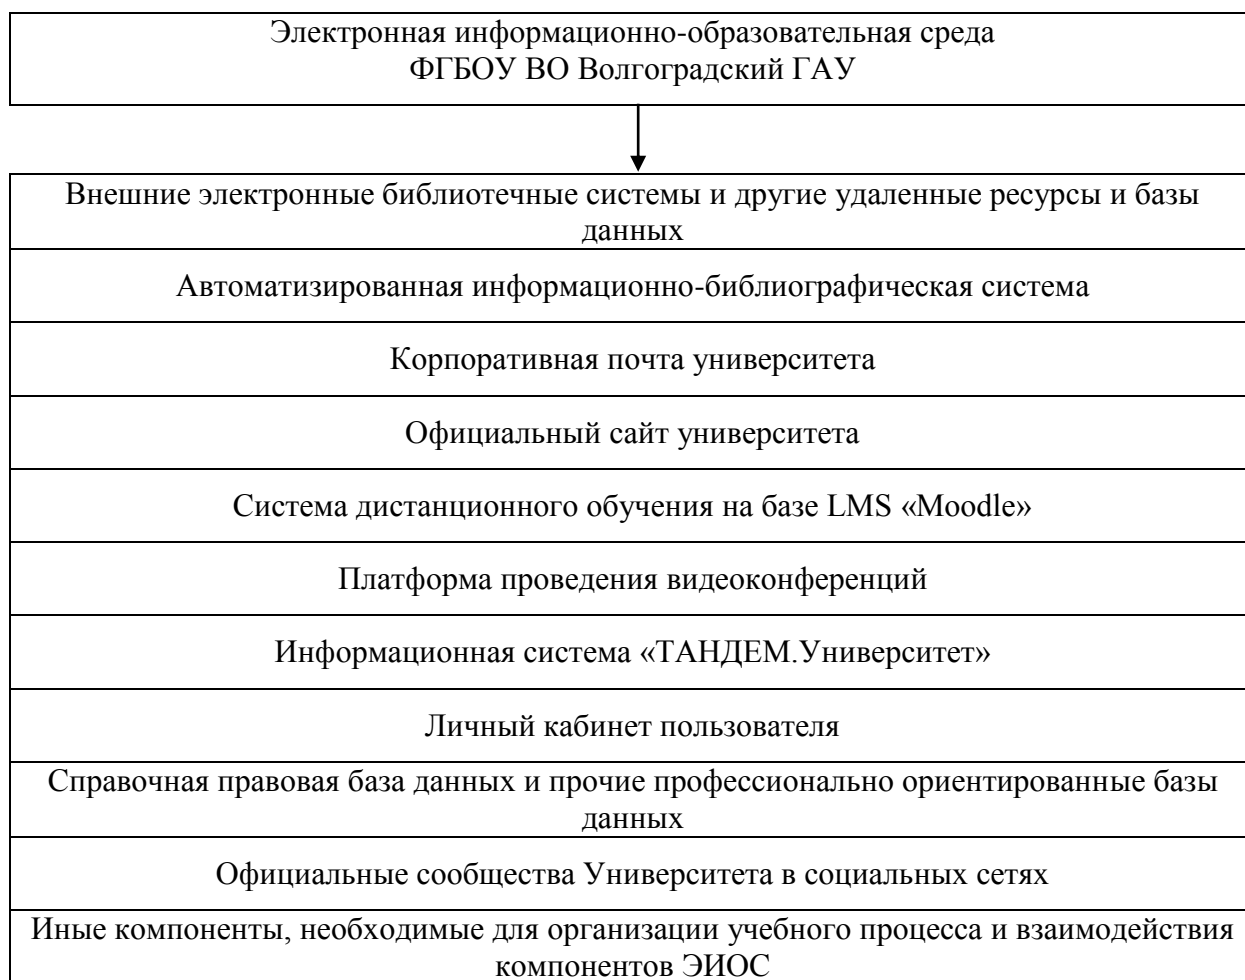 Электронная информационно-образовательная среда
ФГБОУ ВО Волгоградский ГАУ
Внешние электронные библиотечные системы и другие удаленные ресурсы и базы
данных
Автоматизированная информационно-библиографическая система
Корпоративная почта университета
Официальный сайт университета
Система дистанционного обучения на базе LMS «Moodle»
Платформа проведения видеоконференций
Информационная система «ТАНДЕМ.Университет»
Личный кабинет пользователя
Справочная правовая база данных и прочие профессионально ориентированные базы
данных
Официальные сообщества Университета в социальных сетях
Иные компоненты, необходимые для организации учебного процесса и взаимодействия
компонентов ЭИОС